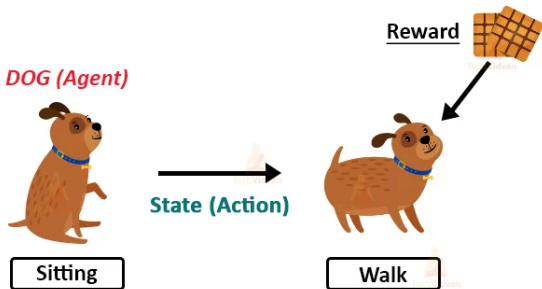 Reward
DOG (Agent)
State (Action)
Sitting
Walk